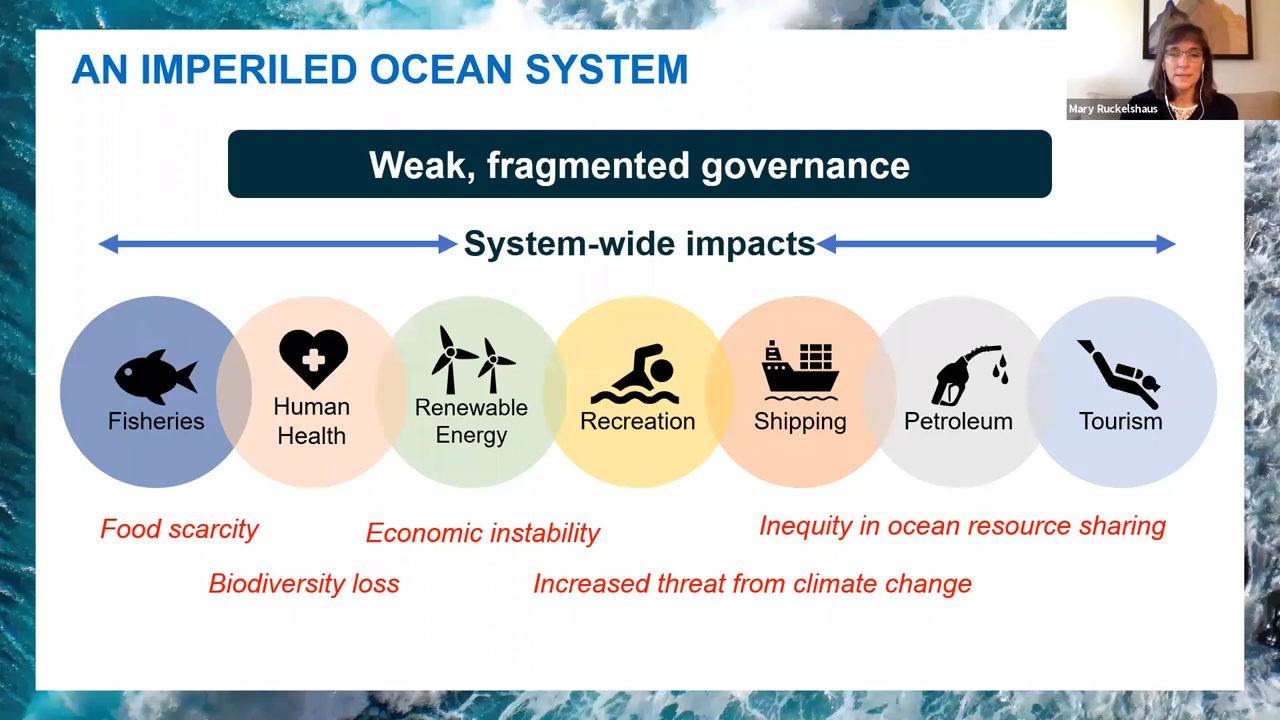 AN IMPERILED OCEAN SYSTEM
Mary Ruckelshaus
Weak, fragmented governance
System-wide impacts
Fisheries
Human
Health
Renewable
Energy
Recreation
Shipping
Petroleum
Tourism
Food scarcity
Economic instability
Inequity in ocean resource sharing
Biodiversity loss
Increased threat from climate change